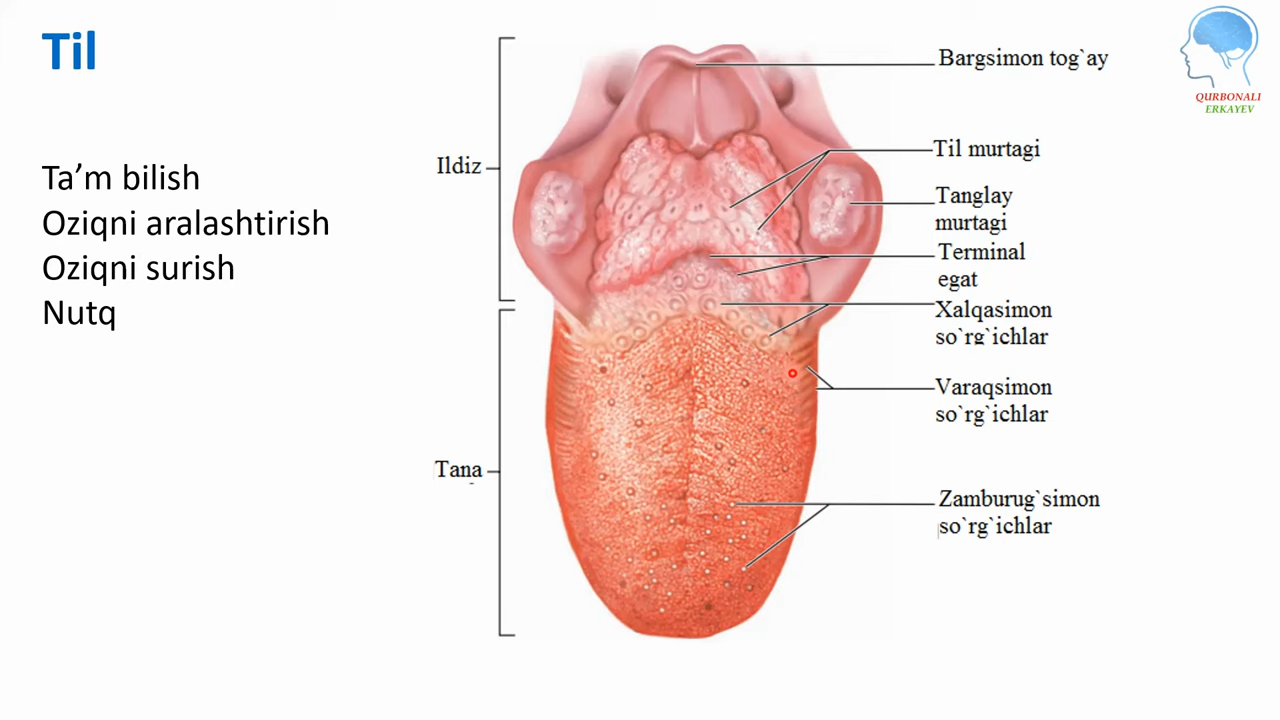 Til
Ta’m bilish
Oziqni aralashtirish
Oziqni surish
Nutq
Ildiz
Tana
Bargsimon tog`ay
Til murtagi
Tanglay
murtagi
Terminal
egat
Xalqasimon
so`rg`ichlar
Varaqsimon
so`rg`ichlar
Zamburug`simon
so`rg`ichlar
QURBONALI
ERKAYEV